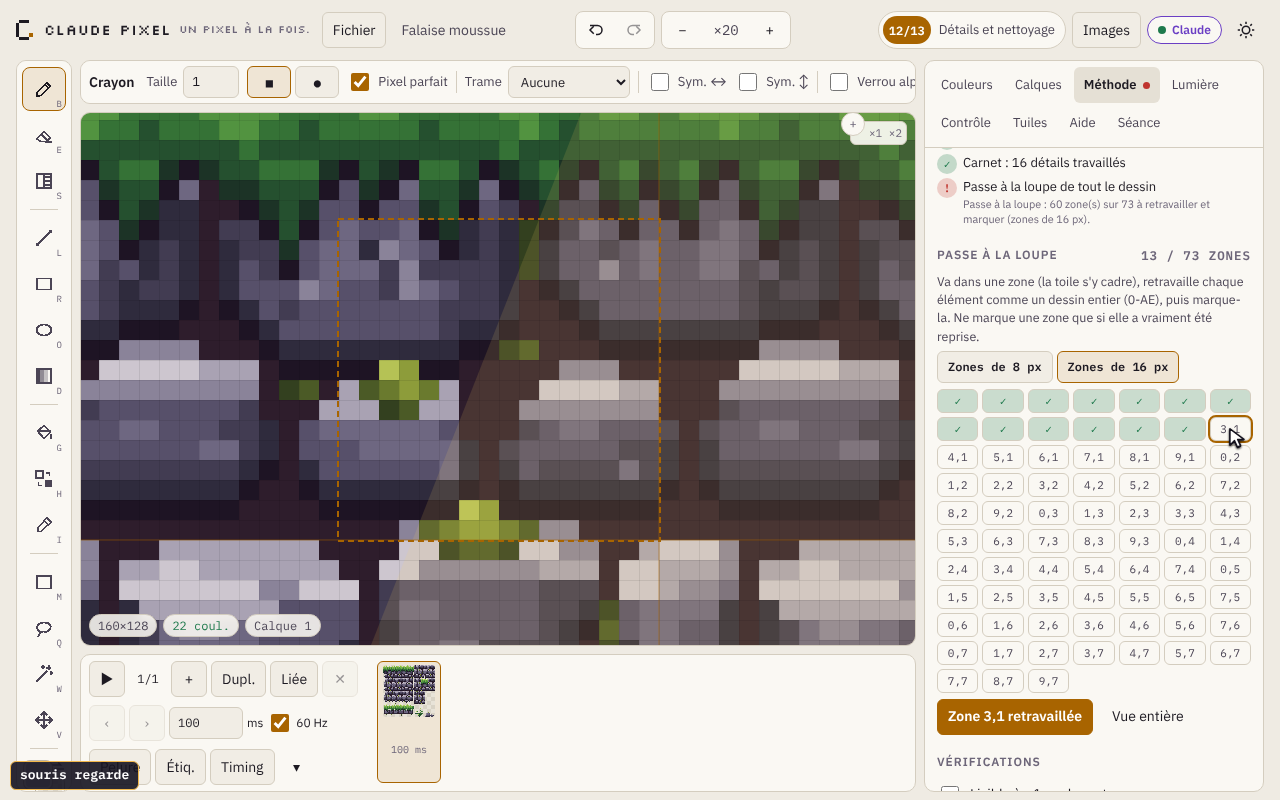 CLAUDE PIXEL UN PIXEL À LA FOIS. Fichier Falaise moussue − ×20 + 12/13 Détails et nettoyage Images Claude
Crayon Taille 1 Pixel parfait Trame Aucune Sym. ↔ Sym. ↕ Verrou alp
Couleurs Calques Méthode Lumière
Contrôle Tuiles Aide Séance
B
E
S
L
R
O
D
G
H
I
M
Q
W
V
+
×1 ×2
160×128 22 coul. Calque 1
✓ Carnet : 16 détails travaillés
! Passe à la loupe de tout le dessin
Passe à la loupe : 60 zone(s) sur 73 à retravailler et
marquer (zones de 16 px).
PASSE À LA LOUPE 13 / 73 ZONES
Va dans une zone (la toile s'y cadre), retravaille chaque
élément comme un dessin entier (0-AE), puis marque-
la. Ne marque une zone que si elle a vraiment été
reprise.
Zones de 8 px Zones de 16 px
✓ ✓ ✓ ✓ ✓ ✓ ✓
✓ ✓ ✓ ✓ ✓ ✓ 3,1
4,1 5,1 6,1 7,1 8,1 9,1 0,2
1,2 2,2 3,2 4,2 5,2 6,2 7,2
8,2 9,2 0,3 1,3 2,3 3,3 4,3
5,3 6,3 7,3 8,3 9,3 0,4 1,4
2,4 3,4 4,4 5,4 6,4 7,4 0,5
1,5 2,5 3,5 4,5 5,5 6,5 7,5
0,6 1,6 2,6 3,6 4,6 5,6 7,6
0,7 1,7 2,7 3,7 4,7 5,7 6,7
7,7 8,7 9,7
Zone 3,1 retravaillée Vue entière
VÉRIFICATIONS
1/1 + Dupl. Liée ✕
‹ › 100 ms 60 Hz
Étiq. Timing ▼
100 ms
souris regarde